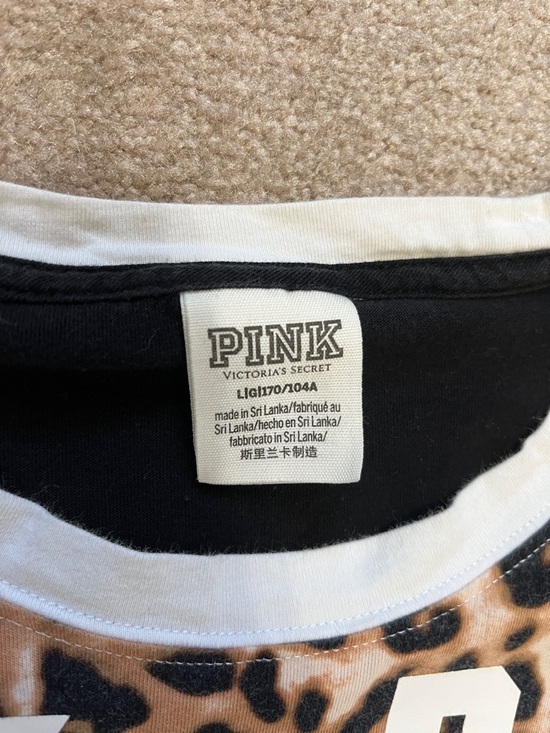 PINK
VICTORIA'S SECRET
L|G|170/104A
made in Sri Lanka/fabriqué au
Sri Lanka/hecho en Sri Lanka/
fabbricato in Sri Lanka/
斯里兰卡制造